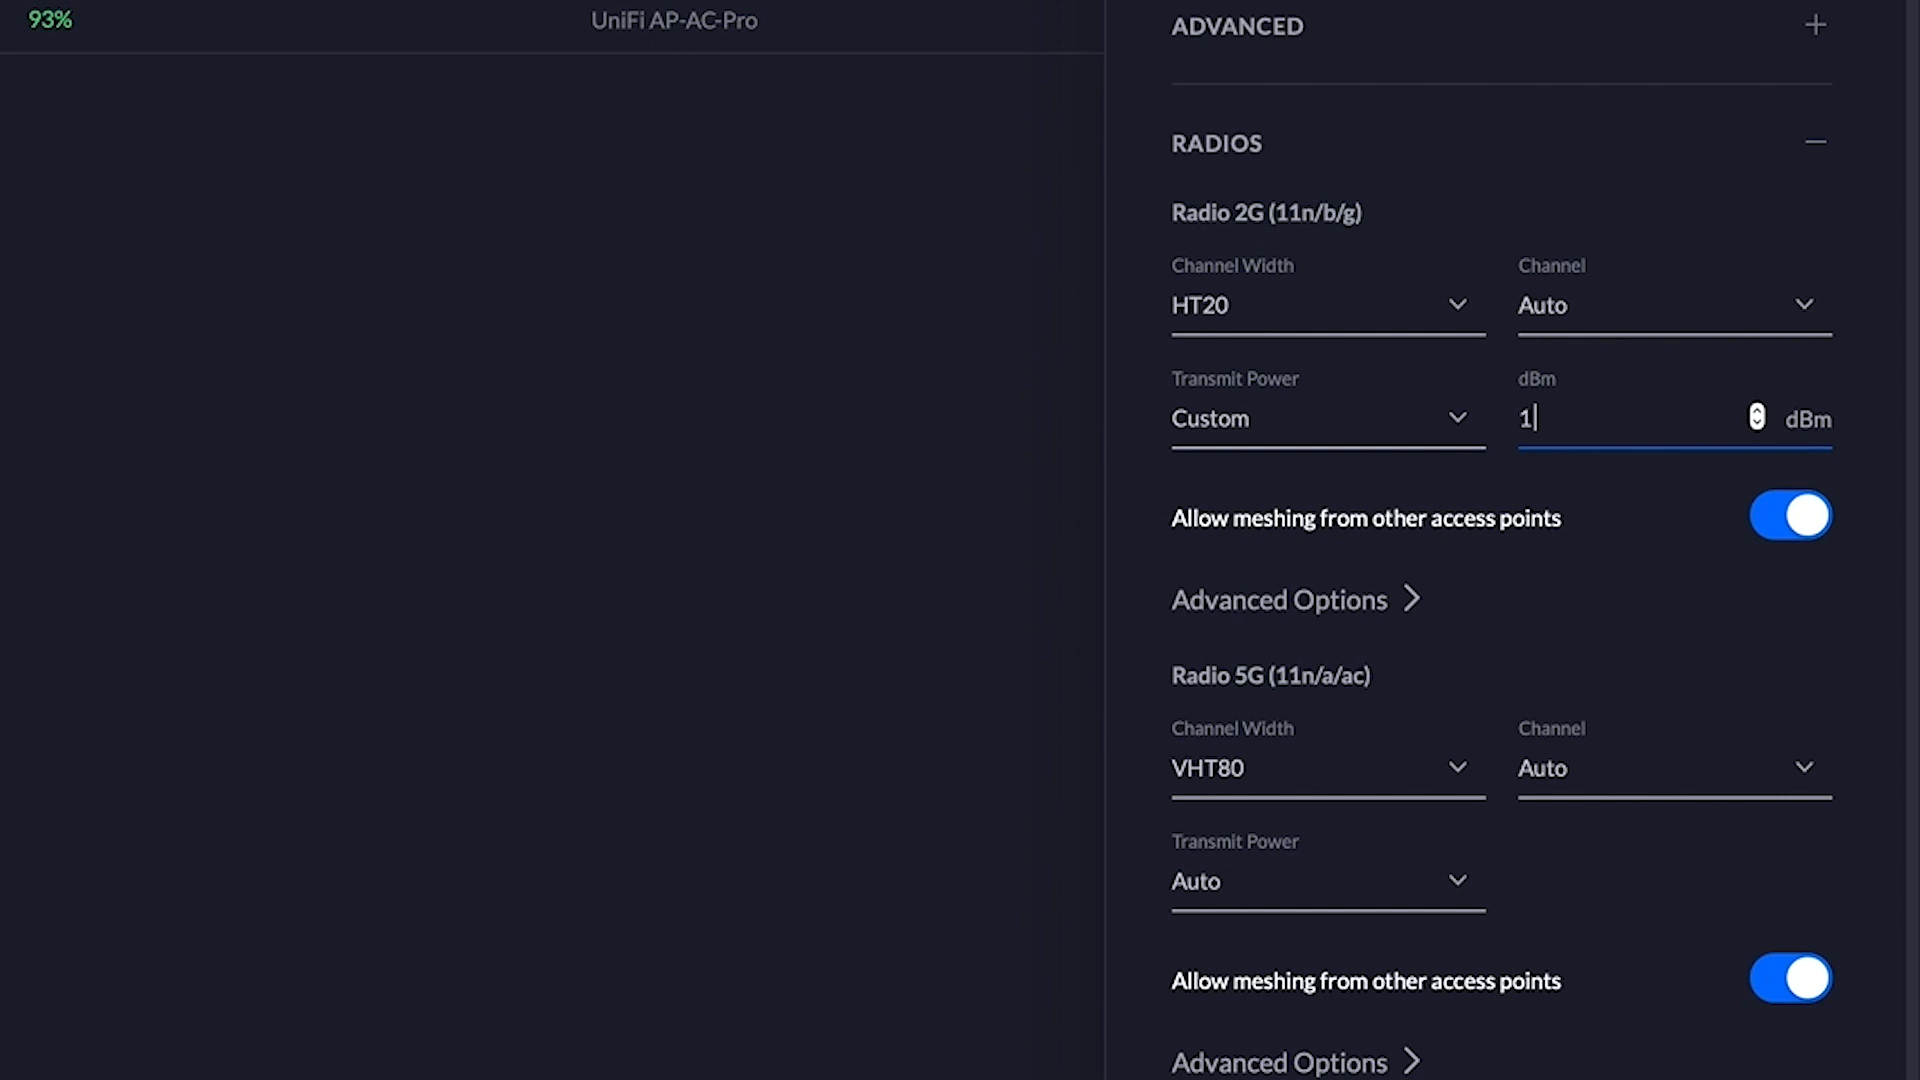 93%
UniFi AP-AC-Pro
ADVANCED
RADIOS
Radio 2G (11n/b/g)
Channel Width
Channel
HT20
Auto
Transmit Power
dBm
Custom
1
dBm
Allow meshing from other access points
Advanced Options
Radio 5G (11n/a/ac)
Channel Width
Channel
VHT80
Auto
Transmit Power
Auto
Allow meshing from other access points
Advanced Options